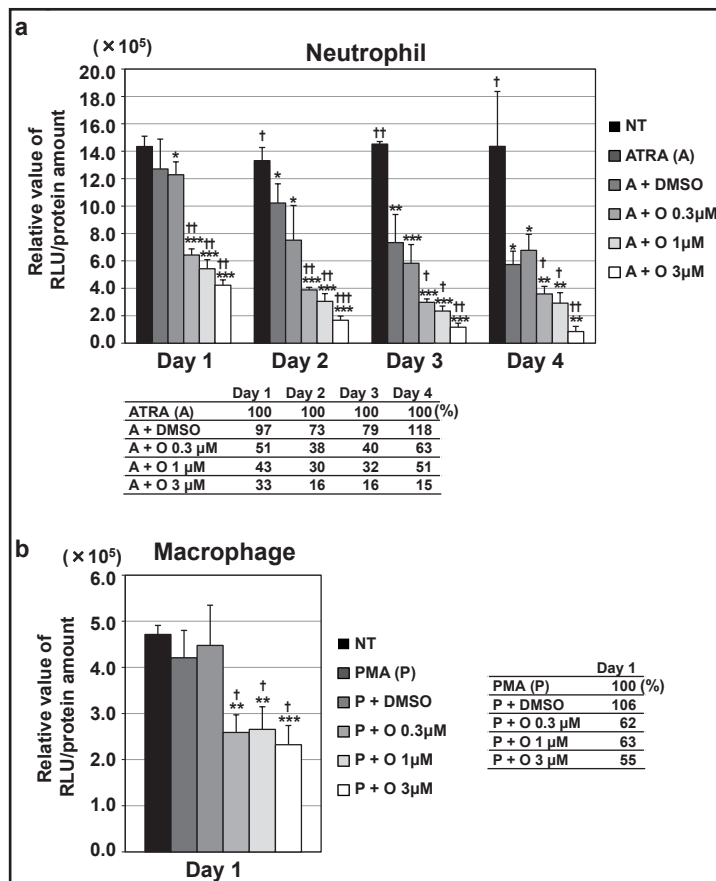 a
(×10⁵)
Neutrophil
Relative value of
RLU/protein amount
20.0
18.0
16.0
14.0
12.0
10.0
8.0
6.0
4.0
2.0
0.0
*
††
***
††
***
††
***
†
*
*
††
***
††
***
†††
***
††
**
***
†
***
†
***
††
***
†
*
*
†
**
†
**
††
**
Day 1 Day 2 Day 3 Day 4
NT
ATRA (A)
A + DMSO
A + O 0.3µM
A + O 1µM
A + O 3µM
Day 1 Day 2 Day 3 Day 4
ATRA (A) 100 100 100 100 (%)
A + DMSO 97 73 79 118
A + O 0.3 µM 51 38 40 63
A + O 1 µM 43 30 32 51
A + O 3 µM 33 16 16 15
b
(×10⁵)
Macrophage
Relative value of
RLU/protein amount
6.0
5.0
4.0
3.0
2.0
1.0
0.0
†
**
†
**
†
***
Day 1
NT
PMA (P)
P + DMSO
P + O 0.3µM
P + O 1µM
P + O 3µM
Day 1
PMA (P) 100 (%)
P + DMSO 106
P + O 0.3 µM 62
P + O 1 µM 63
P + O 3 µM 55